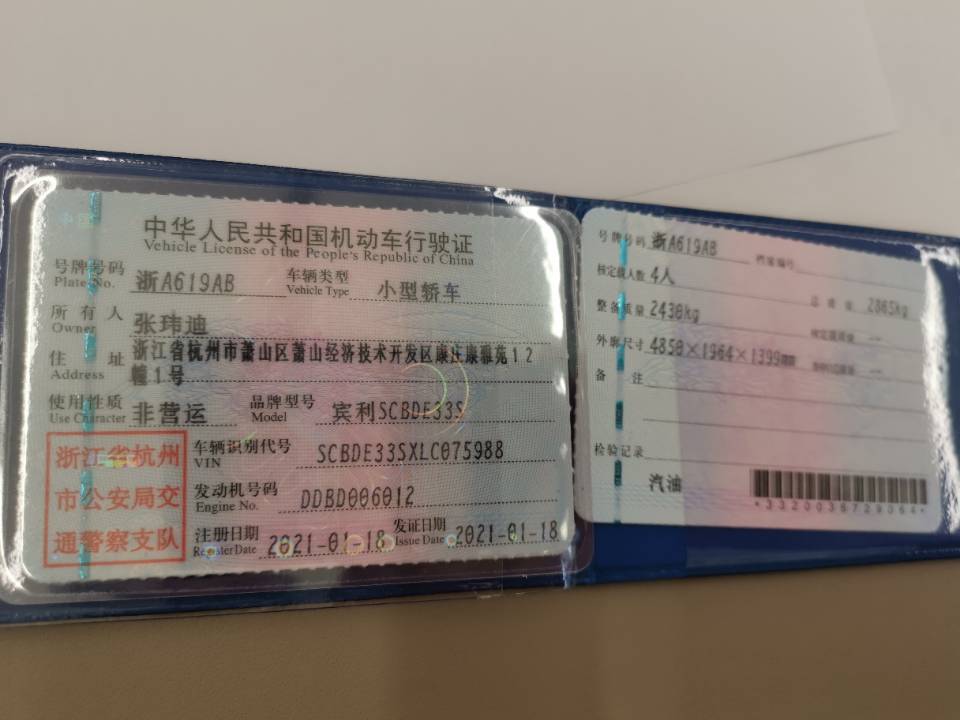 中华人民共和国机动车行驶证
Vehicle License of the People's Republic of China
号牌号码 浙A619AB 车辆类型 小型轿车
Plate No. Vehicle Type
所有人 张玮迪
Owner
住址 浙江省杭州市萧山区萧山经济技术开发区康庄康雅苑12
Address 幢1号
使用性质 非营运 品牌型号 宾利SCBDE33S
Use Character Model
浙江省杭州
市公安局交
通警察支队
车辆识别代号 SCBDE33SXLC075988
VIN
发动机号码 DDBD006012
Engine No.
注册日期 2021-01-18 发证日期 2021-01-18
Register Date Issue Date
号牌号码 浙A619AB 档案编号
核定载人数 4人 总质量 2865kg
整备质量 2438kg 核定载质量 --
外廓尺寸 4850×1964×1399mm --
备注
检验记录
汽油
*3320036729364*